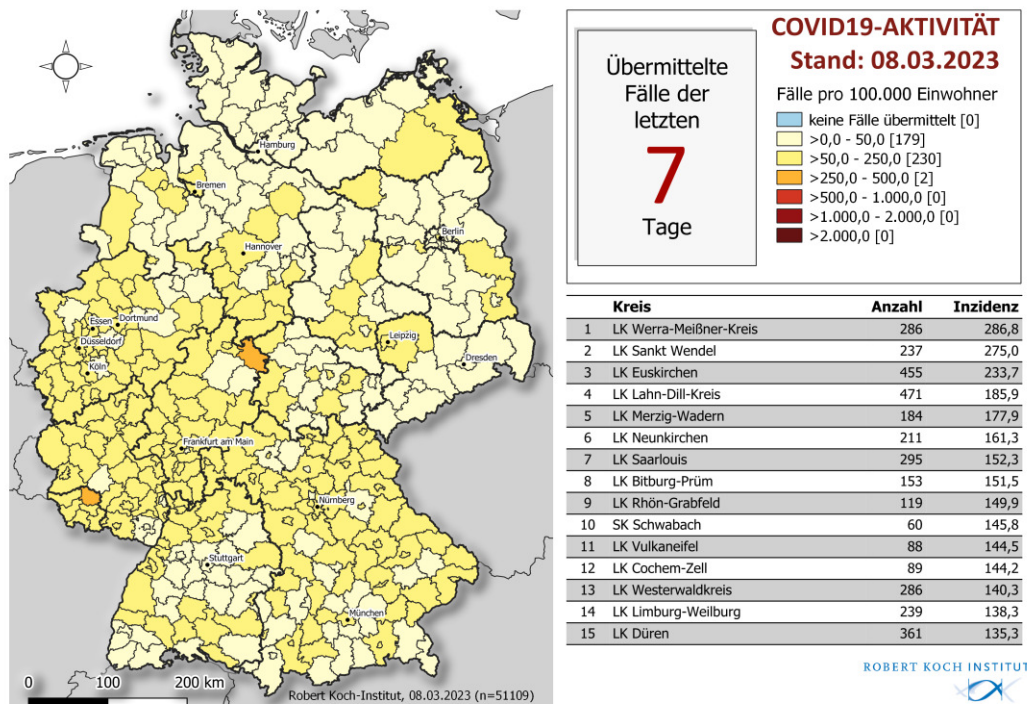 Hamburg
Bremen
Berlin
Hannover
Essen
Dortmund
Düsseldorf
Köln
Leipzig
Dresden
Frankfurt am Main
Nürnberg
Stuttgart
München
0 100 200 km
Robert Koch-Institut, 08.03.2023 (n=51109)
Übermittelte
Fälle der
letzten
7
Tage
COVID19-AKTIVITÄT
Stand: 08.03.2023
Fälle pro 100.000 Einwohner
keine Fälle übermittelt [0]
>0,0 - 50,0 [179]
>50,0 - 250,0 [230]
>250,0 - 500,0 [2]
>500,0 - 1.000,0 [0]
>1.000,0 - 2.000,0 [0]
>2.000,0 [0]
Kreis Anzahl Inzidenz
1 LK Werra-Meißner-Kreis 286 286,8
2 LK Sankt Wendel 237 275,0
3 LK Euskirchen 455 233,7
4 LK Lahn-Dill-Kreis 471 185,9
5 LK Merzig-Wadern 184 177,9
6 LK Neunkirchen 211 161,3
7 LK Saarlouis 295 152,3
8 LK Bitburg-Prüm 153 151,5
9 LK Rhön-Grabfeld 119 149,9
10 SK Schwabach 60 145,8
11 LK Vulkaneifel 88 144,5
12 LK Cochem-Zell 89 144,2
13 LK Westerwaldkreis 286 140,3
14 LK Limburg-Weilburg 239 138,3
15 LK Düren 361 135,3
ROBERT KOCH INSTITUT